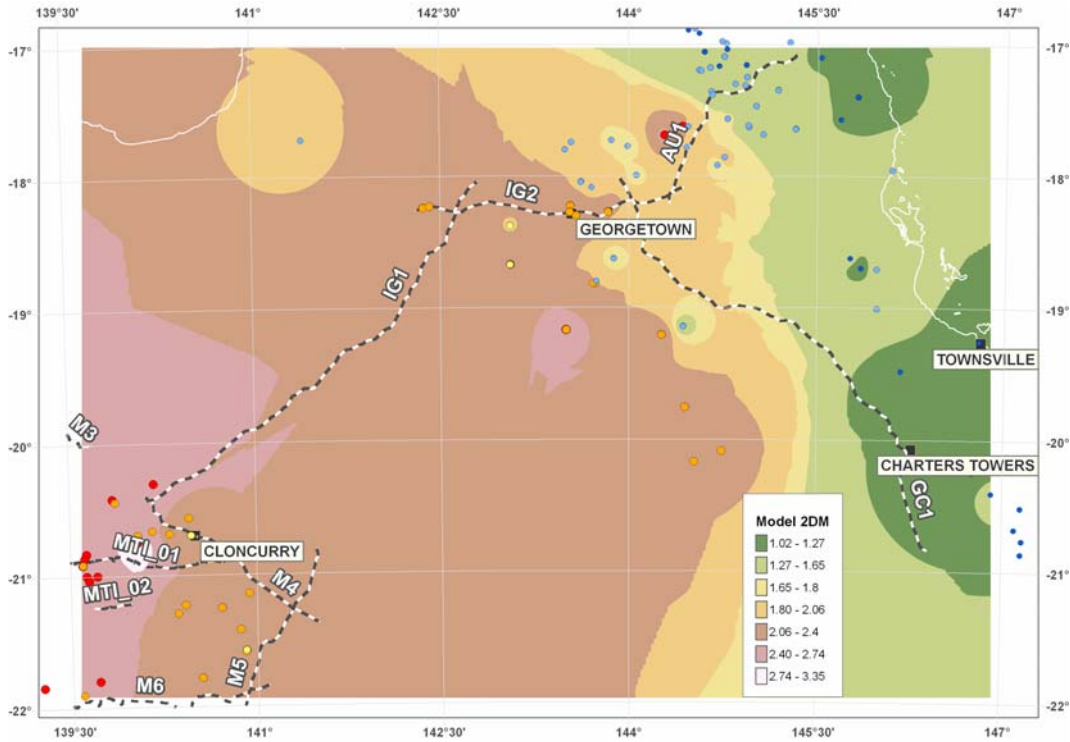 139°30' 141° 142°30' 144° 145°30' 147°
-17° -17°
AU1
-18° -18°
IG2
GEORGETOWN
IG1
-19° -19°
TOWNSVILLE
M3
-20° -20°
CHARTERS TOWERS
GC1
Model 2DM
1.02 - 1.27
1.27 - 1.65
1.65 - 1.8
1.80 - 2.06
2.06 - 2.4
2.40 - 2.74
2.74 - 3.35
MTI_01
CLONCURRY
-21° -21°
MTI_02
M4
M5
M6
-22° -22°
139°30' 141° 142°30' 144° 145°30' 147°